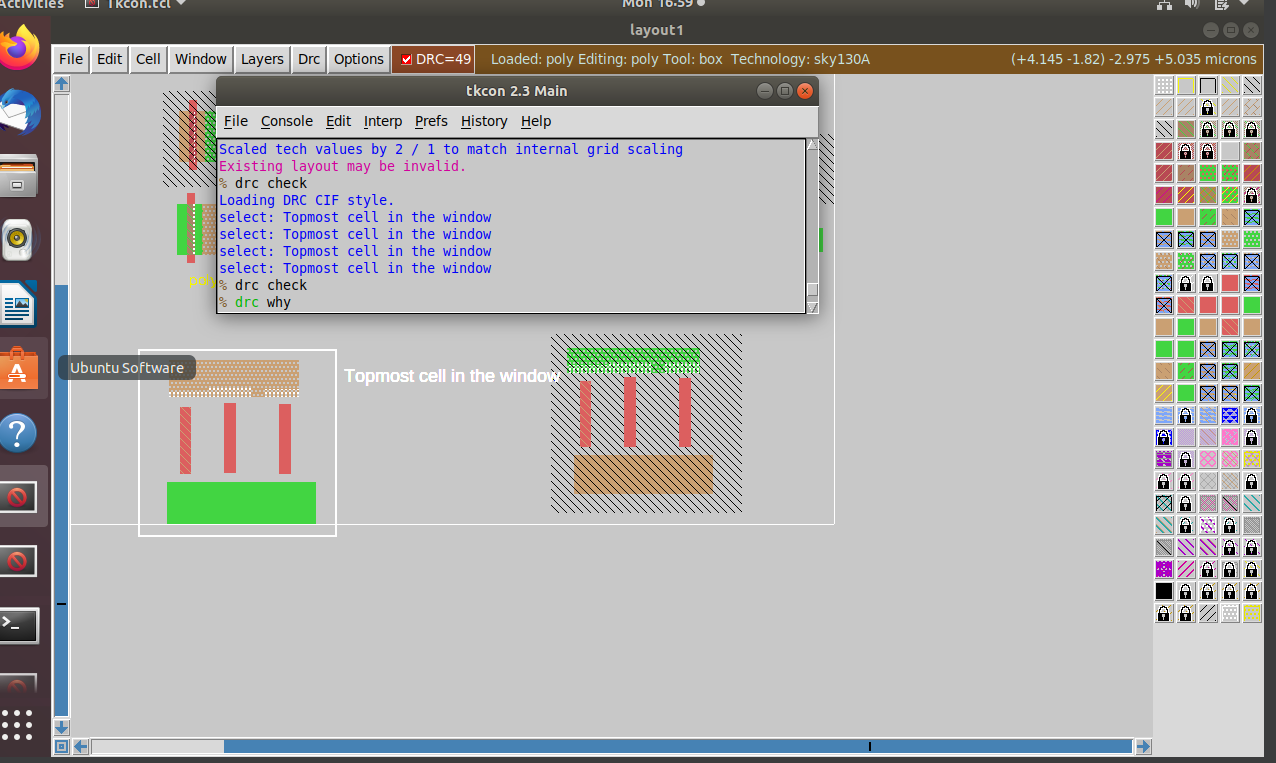 Activities
Tkcon.tcl
Mon 16:59
layout1
File Edit Cell Window Layers Drc Options DRC=49 Loaded: poly Editing: poly Tool: box Technology: sky130A (+4.145 -1.82) -2.975 +5.035 microns
tkcon 2.3 Main
File Console Edit Interp Prefs History Help
Scaled tech values by 2 / 1 to match internal grid scaling
Existing layout may be invalid.
% drc check
Loading DRC CIF style.
select: Topmost cell in the window
select: Topmost cell in the window
select: Topmost cell in the window
select: Topmost cell in the window
% drc check
% drc why
Ubuntu Software
Topmost cell in the window